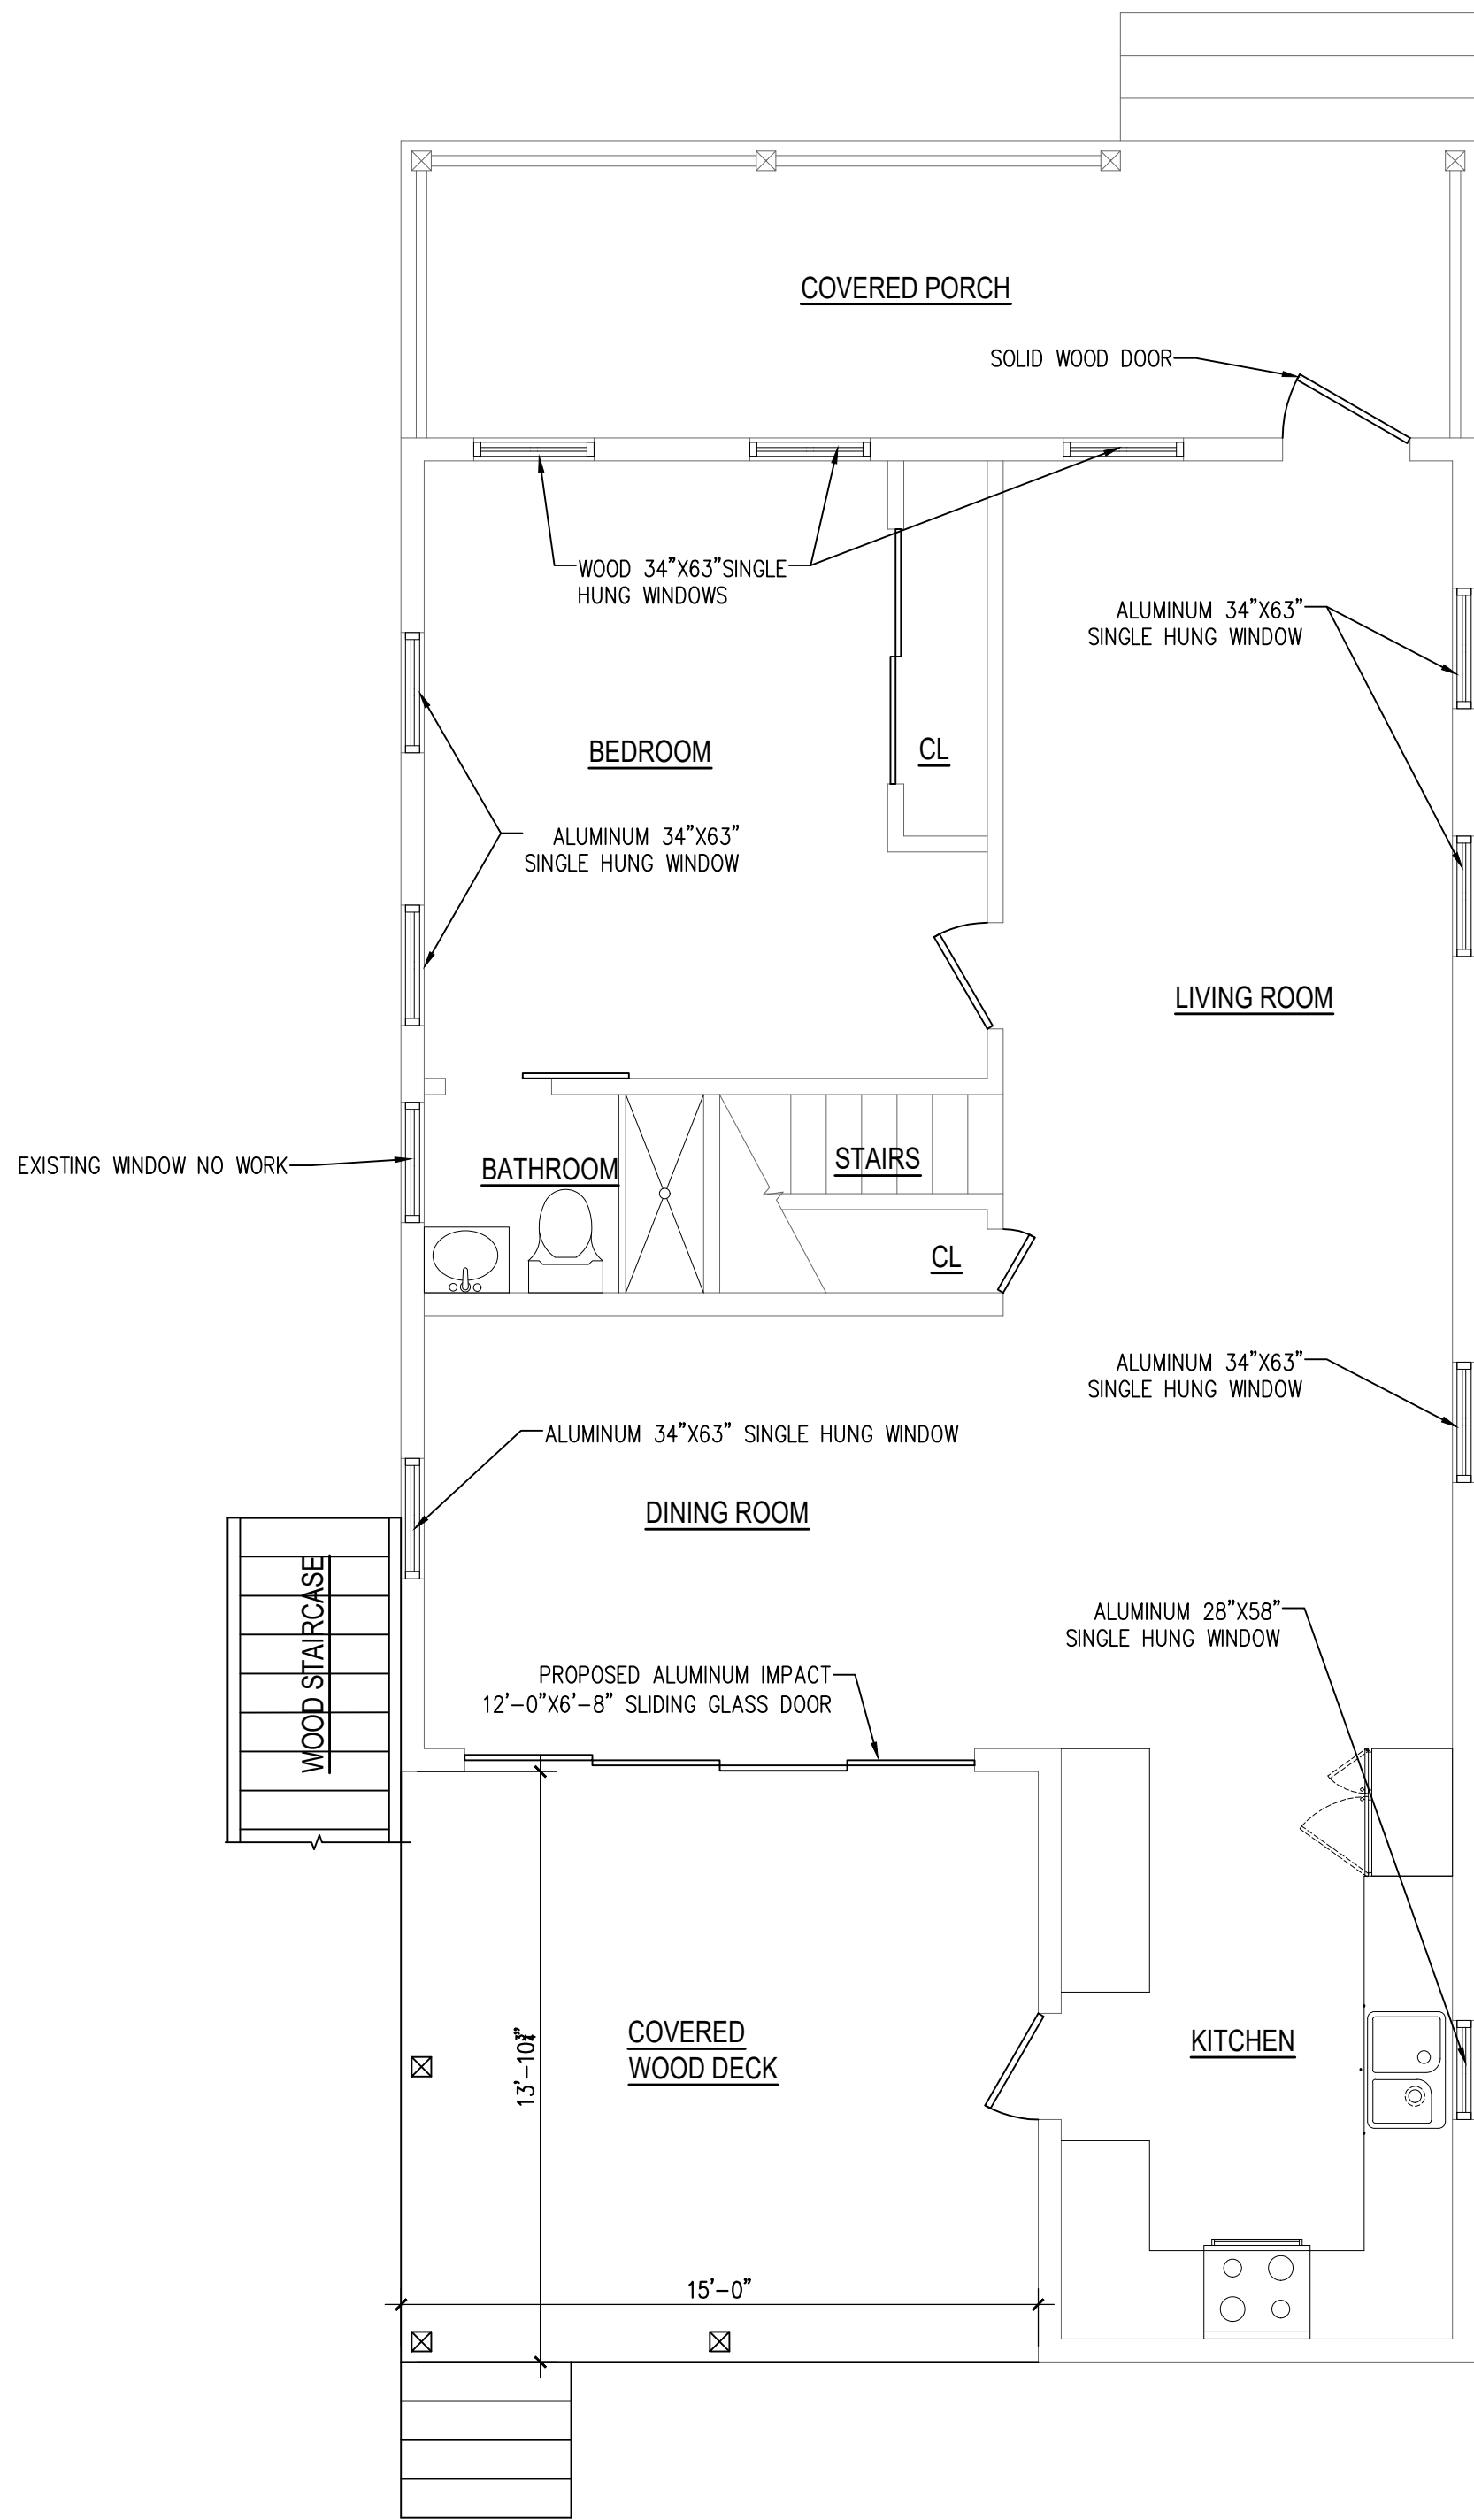 COVERED PORCH
SOLID WOOD DOOR
WOOD 34"X63"SINGLE
HUNG WINDOWS
ALUMINUM 34"X63"
SINGLE HUNG WINDOW
BEDROOM
CL
ALUMINUM 34"X63"
SINGLE HUNG WINDOW
LIVING ROOM
EXISTING WINDOW NO WORK
BATHROOM
STAIRS
CL
ALUMINUM 34"X63"
SINGLE HUNG WINDOW
ALUMINUM 34"X63" SINGLE HUNG WINDOW
DINING ROOM
WOOD STAIRCASE
ALUMINUM 28"X58"
SINGLE HUNG WINDOW
PROPOSED ALUMINUM IMPACT
12'-0"X6'-8" SLIDING GLASS DOOR
COVERED
WOOD DECK
KITCHEN
15'-0"